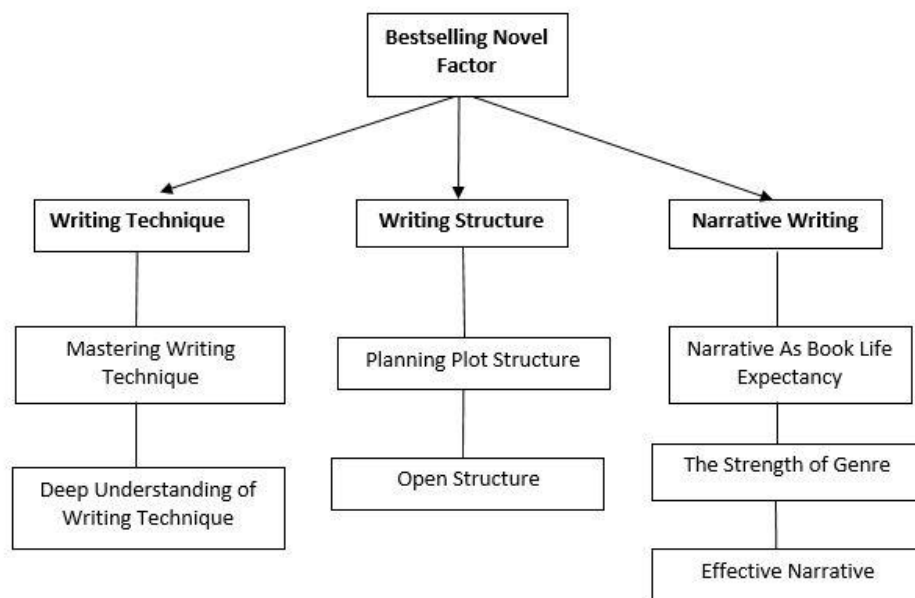 Bestselling Novel
Factor
Writing Technique
Writing Structure
Narrative Writing
Mastering Writing
Technique
Planning Plot Structure
Narrative As Book Life
Expectancy
Deep Understanding of
Writing Technique
Open Structure
The Strength of Genre
Effective Narrative